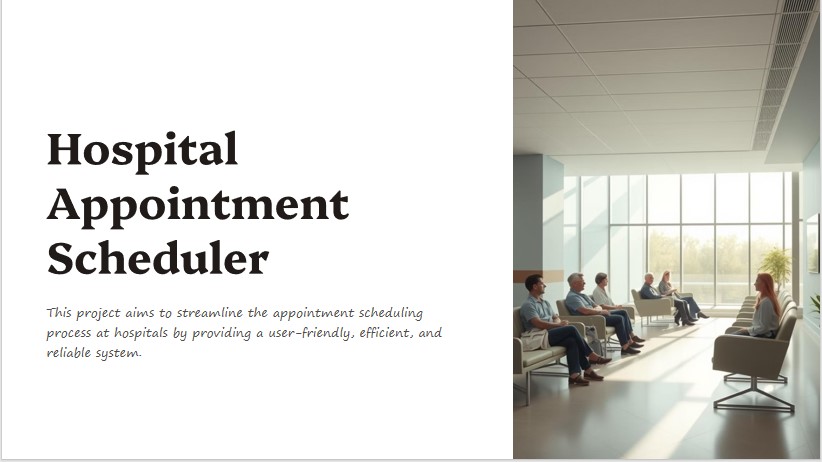 Hospital
Appointment
Scheduler
This project aims to streamline the appointment scheduling
process at hospitals by providing a user-friendly, efficient, and
reliable system.